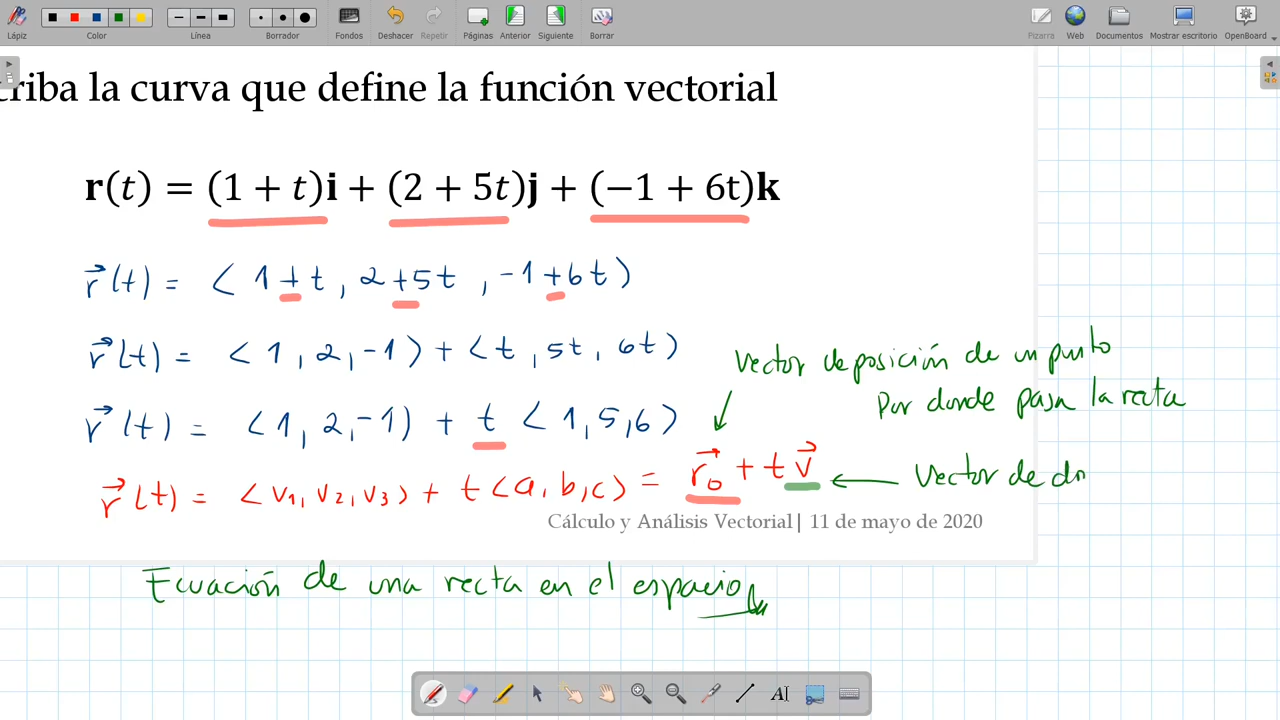 Lápiz Color Línea Borrador Fondos Deshacer Repetir Páginas Anterior Siguiente Borrar Pizarra Web Documentos Mostrar escritorio OpenBoard
criba la curva que define la función vectorial
r(t) = (1 + t)i + (2 + 5t)j + (−1 + 6t)k
r⃗(t) = ⟨1+t, 2+5t, -1+6t⟩
r⃗(t) = ⟨1, 2, -1⟩ + ⟨t, 5t, 6t⟩
Vector de posición de un punto
por donde pasa la recta
r⃗(t) = ⟨1, 2, -1⟩ + t ⟨1, 5, 6⟩
r⃗(t) = ⟨v₁, v₂, v₃⟩ + t⟨a, b, c⟩ = r⃗₀ + t v⃗ ← Vector de
Cálculo y Análisis Vectorial| 11 de mayo de 2020
Ecuación de una recta en el espacio
AI